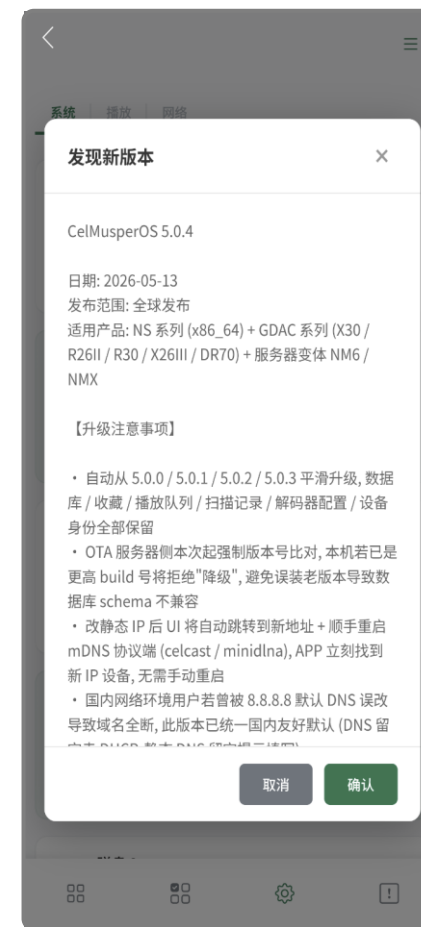 系统 播放 网络
发现新版本 ×
CelMusperOS 5.0.4
日期: 2026-05-13
发布范围: 全球发布
适用产品: NS 系列 (x86_64) + GDAC 系列 (X30 /
R26II / R30 / X26III / DR70) + 服务器变体 NM6 /
NMX
【升级注意事项】
· 自动从 5.0.0 / 5.0.1 / 5.0.2 / 5.0.3 平滑升级, 数据
库 / 收藏 / 播放队列 / 扫描记录 / 解码器配置 / 设备
身份全部保留
· OTA 服务器侧本次起强制版本号比对, 本机若已是
更高 build 号将拒绝"降级", 避免误装老版本导致数
据库 schema 不兼容
· 改静态 IP 后 UI 将自动跳转到新地址 + 顺手重启
mDNS 协议端 (celcast / minidlna), APP 立刻找到
新 IP 设备, 无需手动重启
· 国内网络环境用户若曾被 8.8.8.8 默认 DNS 误改
导致域名全断, 此版本已统一国内友好默认 (DNS 留
取消 确认